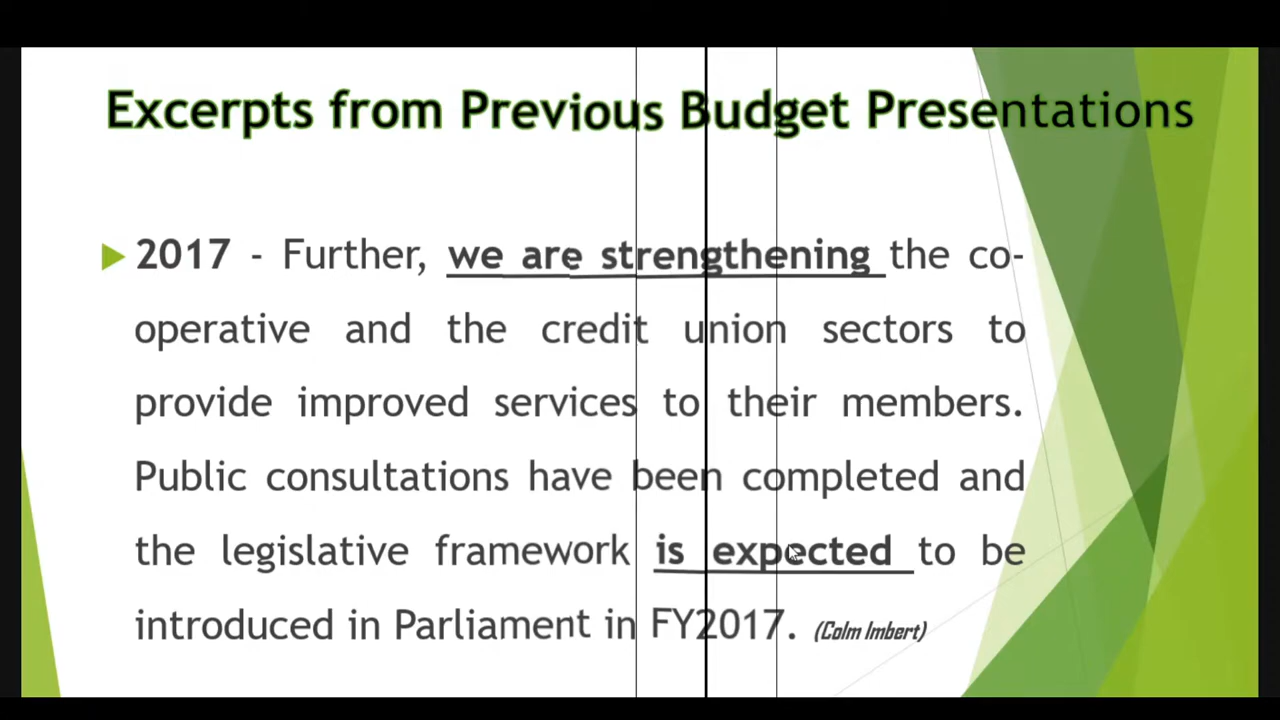 Excerpts from Previous Budget Presentations
2017 - Further, we are strengthening the co-
operative and the credit union sectors to
provide improved services to their members.
Public consultations have been completed and
the legislative framework is expected to be
introduced in Parliament in FY2017. (Colm Imbert)